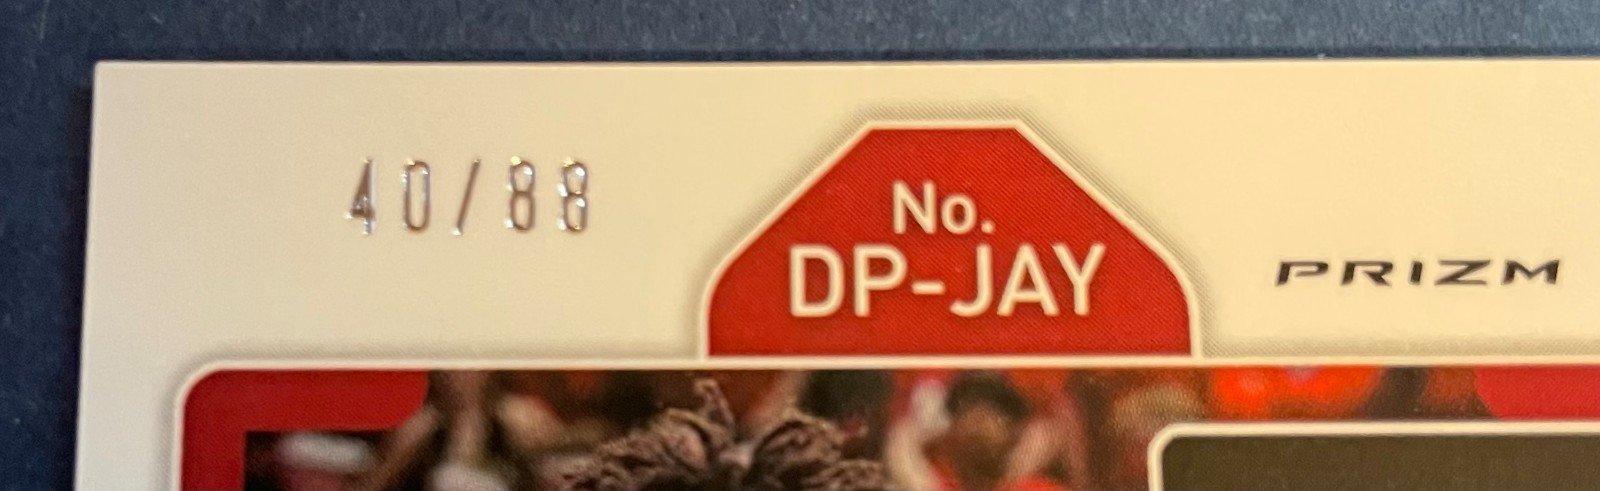 40/88
No.
DP-JAY
PRIZM